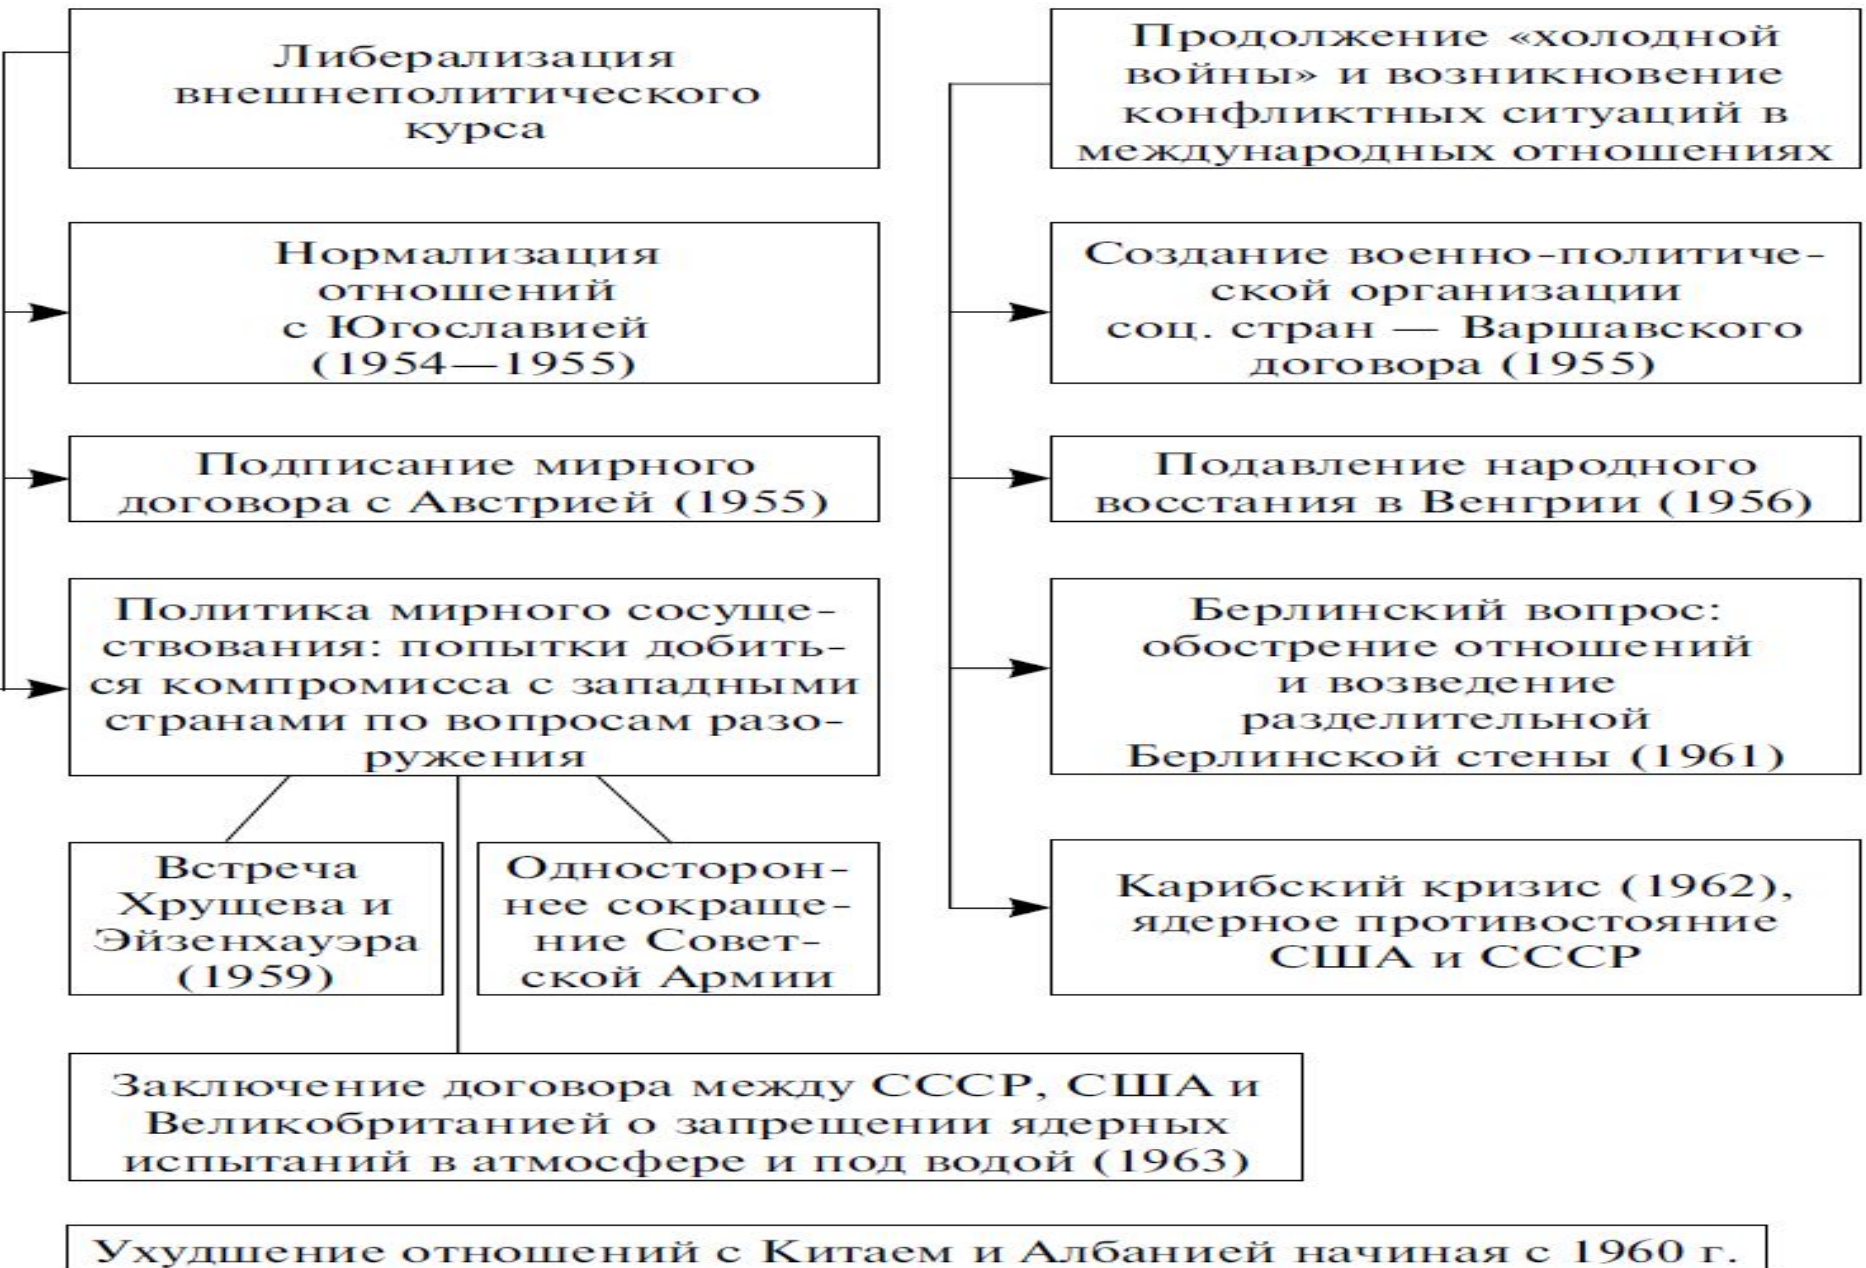 Либерализация
внешнеполитического
курса
Нормализация
отношений
с Югославией
(1954—1955)
Подписание мирного
договора с Австрией (1955)
Политика мирного сосуще-
ствования: попытки добить-
ся компромисса с западными
странами по вопросам разо-
ружения
Встреча
Хрущева и
Эйзенхауэра
(1959)
Односторон-
нее сокраще-
ние Совет-
ской Армии
Заключение договора между СССР, США и
Великобританией о запрещении ядерных
испытаний в атмосфере и под водой (1963)
Продолжение «холодной
войны» и возникновение
конфликтных ситуаций в
международных отношениях
Создание военно-политиче-
ской организации
соц. стран — Варшавского
договора (1955)
Подавление народного
восстания в Венгрии (1956)
Берлинский вопрос:
обострение отношений
и возведение
разделительной
Берлинской стены (1961)
Карибский кризис (1962),
ядерное противостояние
США и СССР
Ухудшение отношений с Китаем и Албанией начиная с 1960 г.